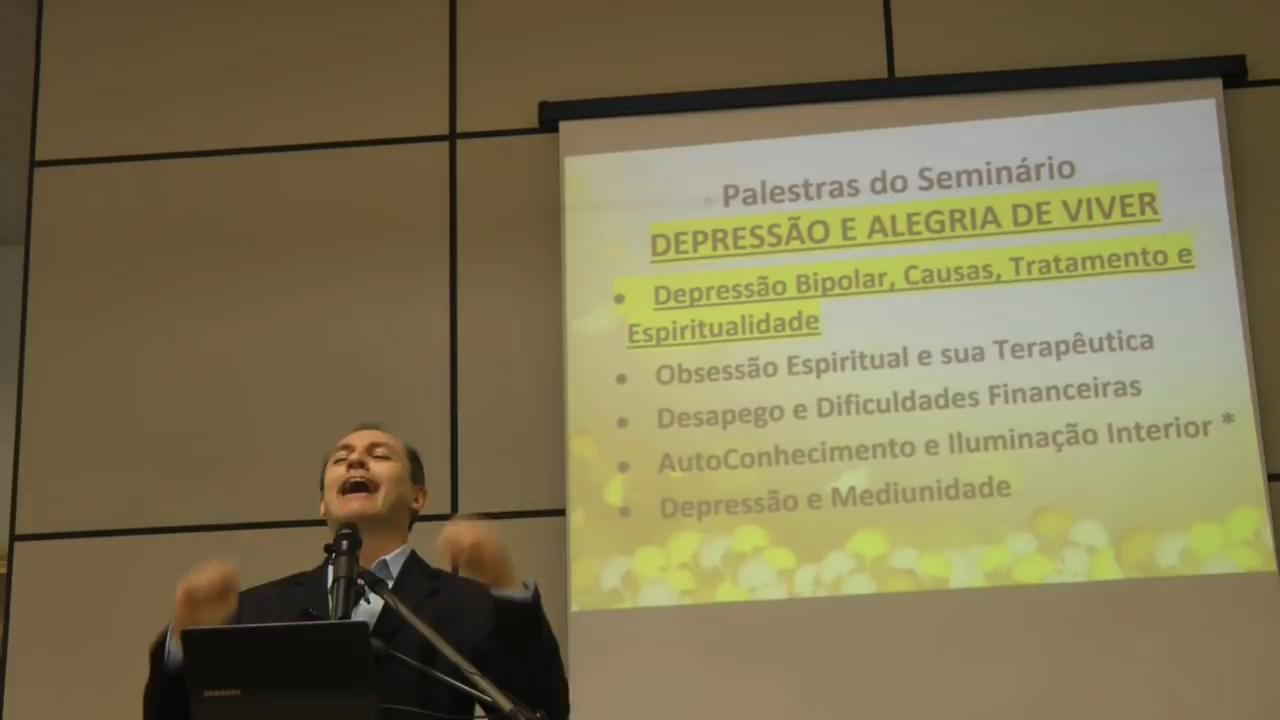 Palestras do Seminário
DEPRESSÃO E ALEGRIA DE VIVER
• Depressão Bipolar, Causas, Tratamento e
Espiritualidade
• Obsessão Espiritual e sua Terapêutica
• Desapego e Dificuldades Financeiras
• AutoConhecimento e Iluminação Interior *
• Depressão e Mediunidade
SAMSUNG